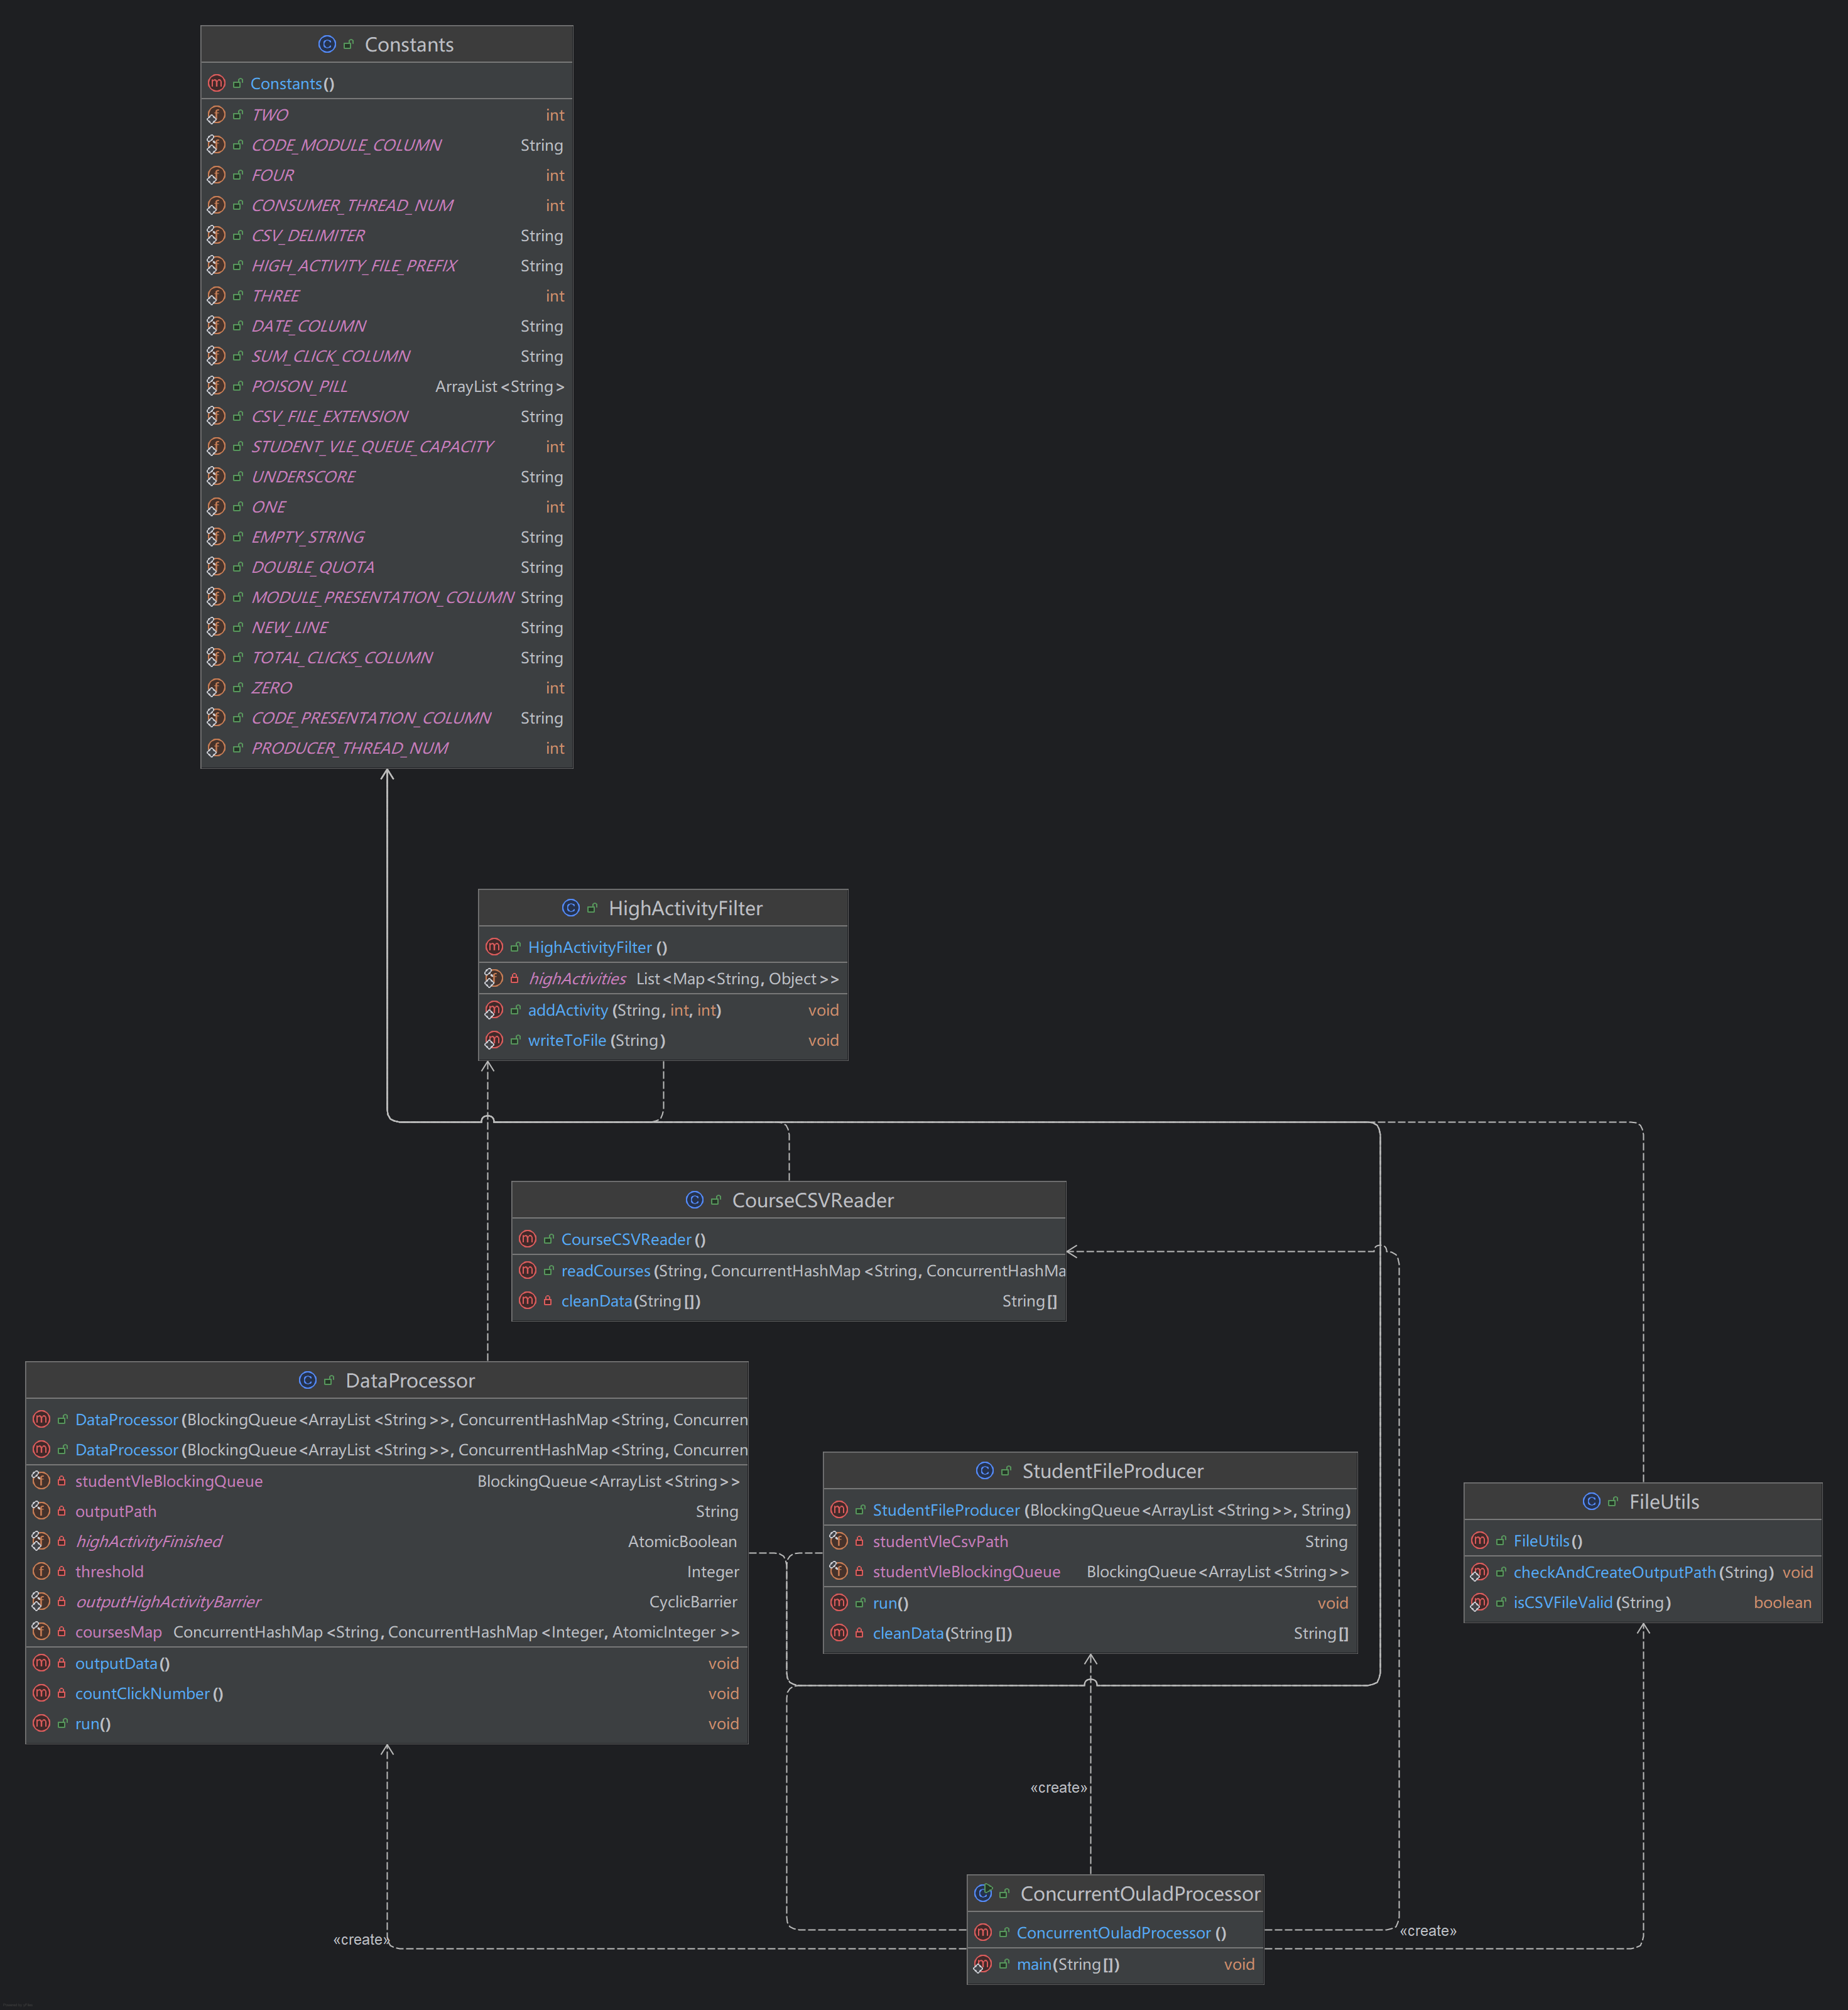 Constants
Constants()
TWO int
CODE_MODULE_COLUMN String
FOUR int
CONSUMER_THREAD_NUM int
CSV_DELIMITER String
HIGH_ACTIVITY_FILE_PREFIX String
THREE int
DATE_COLUMN String
SUM_CLICK_COLUMN String
POISON_PILL ArrayList<String>
CSV_FILE_EXTENSION String
STUDENT_VLE_QUEUE_CAPACITY int
UNDERSCORE String
ONE int
EMPTY_STRING String
DOUBLE_QUOTA String
MODULE_PRESENTATION_COLUMN String
NEW_LINE String
TOTAL_CLICKS_COLUMN String
ZERO int
CODE_PRESENTATION_COLUMN String
PRODUCER_THREAD_NUM int
HighActivityFilter
HighActivityFilter()
highActivities List<Map<String, Object>>
addActivity(String, int, int) void
writeToFile(String) void
CourseCSVReader
CourseCSVReader()
readCourses(String, ConcurrentHashMap<String, ConcurrentHashMa
cleanData(String[]) String[]
DataProcessor
DataProcessor(BlockingQueue<ArrayList<String>>, ConcurrentHashMap<String, Concurren
DataProcessor(BlockingQueue<ArrayList<String>>, ConcurrentHashMap<String, Concurren
studentVleBlockingQueue BlockingQueue<ArrayList<String>>
outputPath String
highActivityFinished AtomicBoolean
threshold Integer
outputHighActivityBarrier CyclicBarrier
coursesMap ConcurrentHashMap<String, ConcurrentHashMap<Integer, AtomicInteger>>
outputData() void
countClickNumber() void
run() void
StudentFileProducer
StudentFileProducer(BlockingQueue<ArrayList<String>>, String)
studentVleCsvPath String
studentVleBlockingQueue BlockingQueue<ArrayList<String>>
run() void
cleanData(String[]) String[]
FileUtils
FileUtils()
checkAndCreateOutputPath(String) void
isCSVFileValid(String) boolean
«create»
ConcurrentOuladProcessor
ConcurrentOuladProcessor()
main(String[]) void
«create»
«create»